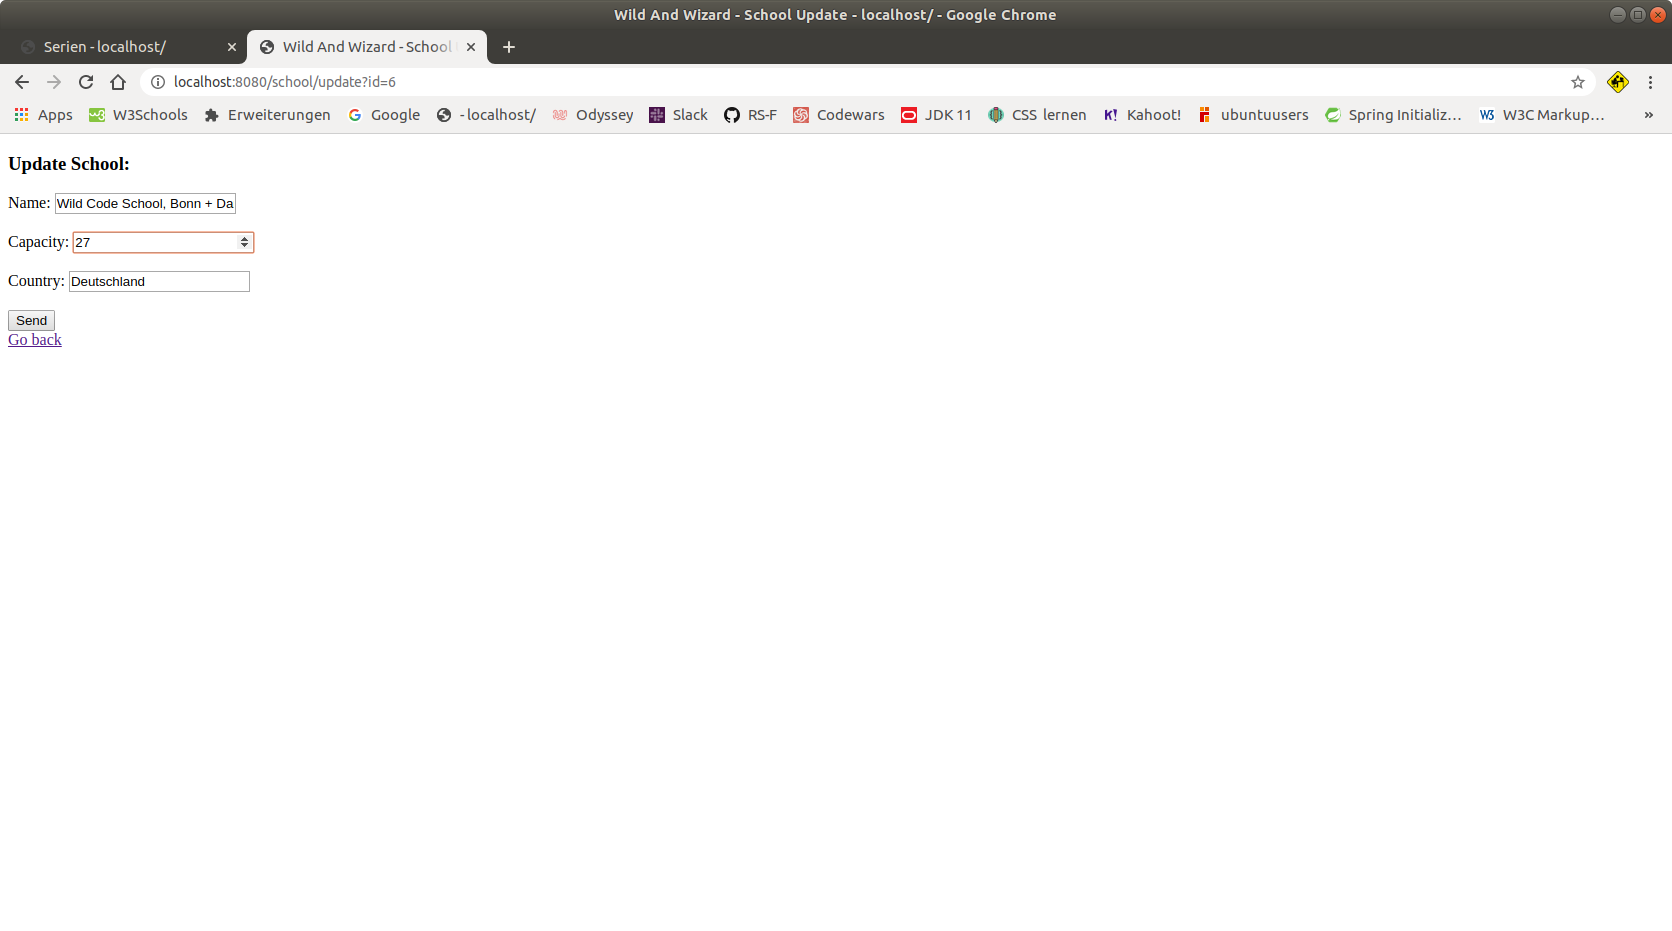 Wild And Wizard - School Update - localhost/ - Google Chrome
Serien - localhost/
Wild And Wizard - School
localhost:8080/school/update?id=6
Apps W3Schools Erweiterungen Google - localhost/ Odyssey Slack RS-F Codewars JDK 11 CSS lernen K! Kahoot! ubuntuusers Spring Initializ... W3 W3C Markup... »
Update School:
Name: Wild Code School, Bonn + Da
Capacity: 27
Country: Deutschland
Send
Go back